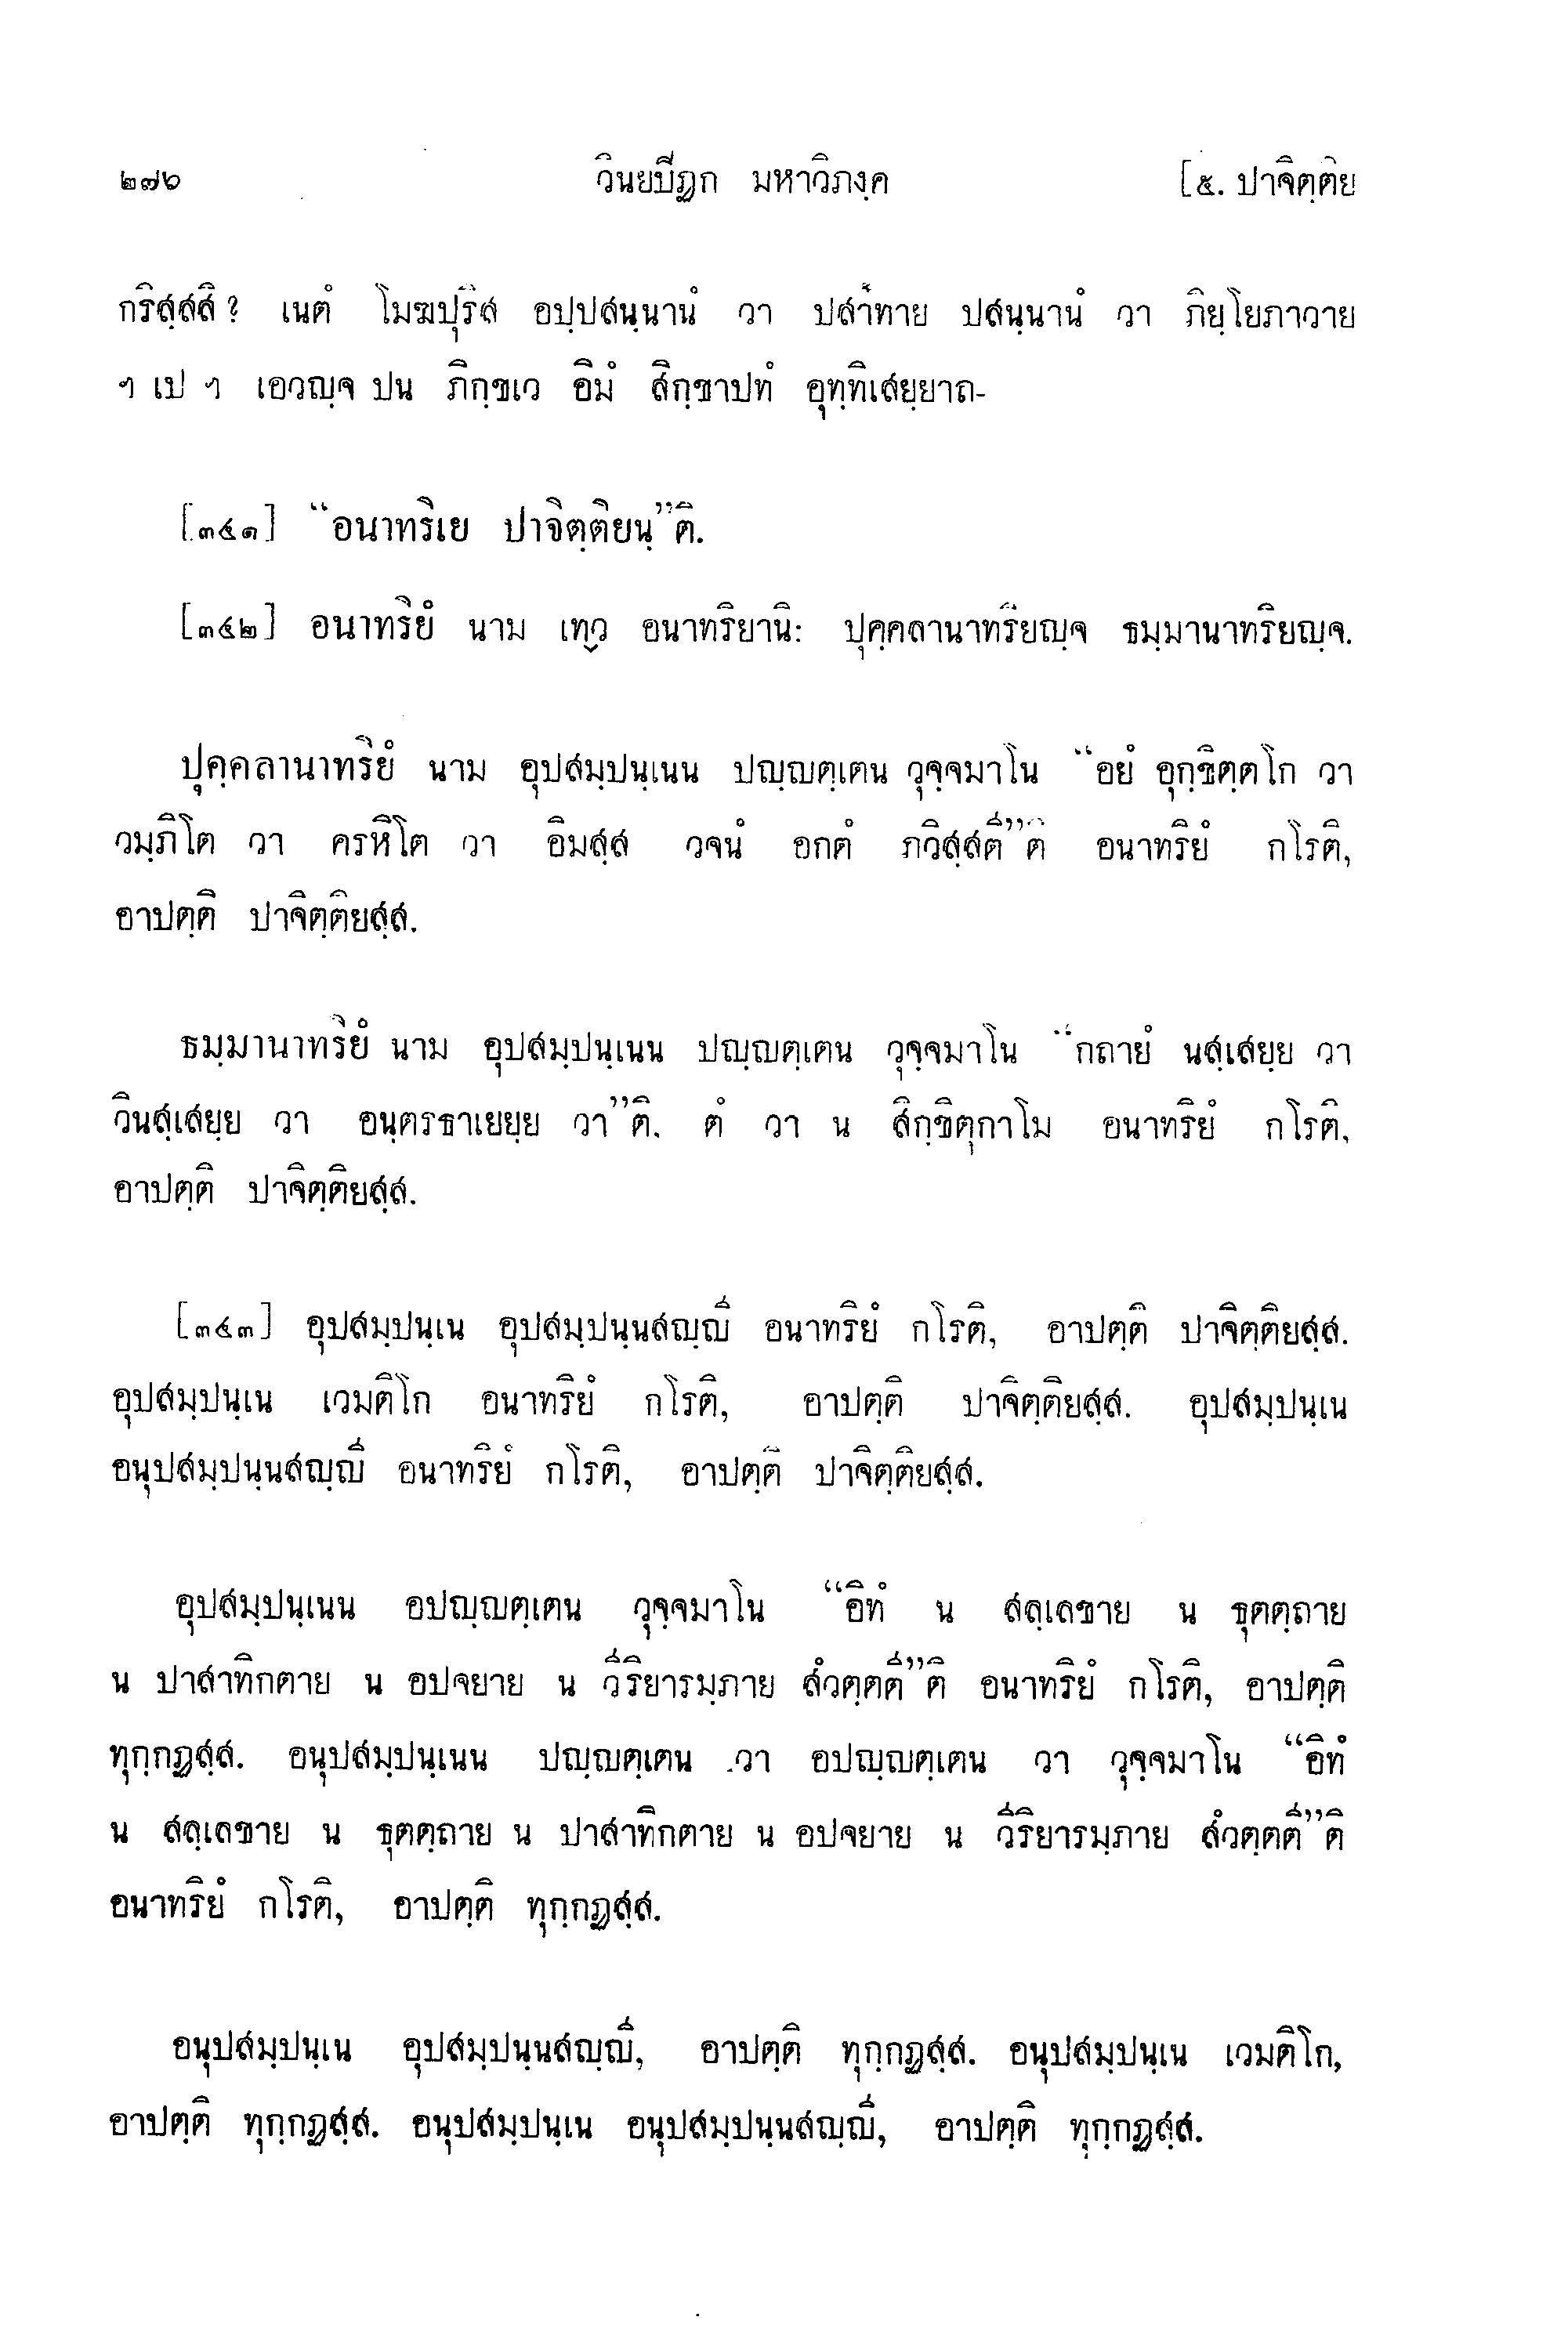 ๒๗๖ วินยปิฏก มหาวิภงฺค [๕. ปาจิตฺติย
กริสฺสสิ ? เนตํ โมฆปุริส อปฺปสนฺนานํ วา ปสาทาย ปสนฺนานํ วา ภิยฺโยภาวาย
ฯ เป ฯ เอวญฺจ ปน ภิกฺขเว อิมํ สิกฺขาปทํ อุทฺทิเสยฺยาถ-
[๓๔๑] “อนาทริเย ปาจิตฺติยนฺ”ติ.
[๓๔๒] อนาทริยํ นาม เทฺว อนาทริยานิ: ปุคฺคลานาทริยญฺจ ธมฺมานาทริยญฺจ.
ปุคฺคลานาทริยํ นาม อุปสมฺปนฺเนน ปญฺญตฺเตน วุจฺจมาโน “อยํ อุกฺขิตฺตโก วา
วมฺภิโต วา ครหิโต วา อิมสฺส วจนํ อกตํ ภวิสฺสตี”ติ อนาทริยํ กโรติ,
อาปตฺติ ปาจิตฺติยสฺส.
ธมฺมานาทริยํ นาม อุปสมฺปนฺเนน ปญฺญตฺเตน วุจฺจมาโน “กถายํ นสฺเสยฺย วา
วินสฺเสยฺย วา อนฺตรธาเยยฺย วา”ติ. ตํ วา น สิกฺขิตุกาโม อนาทริยํ กโรติ.
อาปตฺติ ปาจิตฺติยสฺส.
[๓๔๓] อุปสมฺปนฺเน อุปสมฺปนฺนสญฺญี อนาทริยํ กโรติ, อาปตฺติ ปาจิตฺติยสฺส.
อุปสมฺปนฺเน เวมติโก อนาทริยํ กโรติ, อาปตฺติ ปาจิตฺติยสฺส. อุปสมฺปนฺเน
อนุปสมฺปนฺนสญฺญี อนาทริยํ กโรติ, อาปตฺติ ปาจิตฺติยสฺส.
อุปสมฺปนฺเนน อปญฺญตฺเตน วุจฺจมาโน “อิทํ น สลฺเลขาย น ธุตตฺถาย
น ปาสาทิกตาย น อปจยาย น วีริยารมฺภาย สํวตฺตตี”ติ อนาทริยํ กโรติ, อาปตฺติ
ทุกฺกฏสฺส. อนุปสมฺปนฺเนน ปญฺญตฺเตน วา อปญฺญตฺเตน วา วุจฺจมาโน “อิทํ
น สลฺเลขาย น ธุตตฺถาย น ปาสาทิกตาย น อปจยาย น วีริยารมฺภาย สํวตฺตตี”ติ
อนาทริยํ กโรติ, อาปตฺติ ทุกฺกฏสฺส.
อนุปสมฺปนฺเน อุปสมฺปนฺนสญฺญี, อาปตฺติ ทุกฺกฏสฺส. อนุปสมฺปนฺเน เวมติโก,
อาปตฺติ ทุกฺกฏสฺส. อนุปสมฺปนฺเน อนุปสมฺปนฺนสญฺญี, อาปตฺติ ทุกฺกฏสฺส.